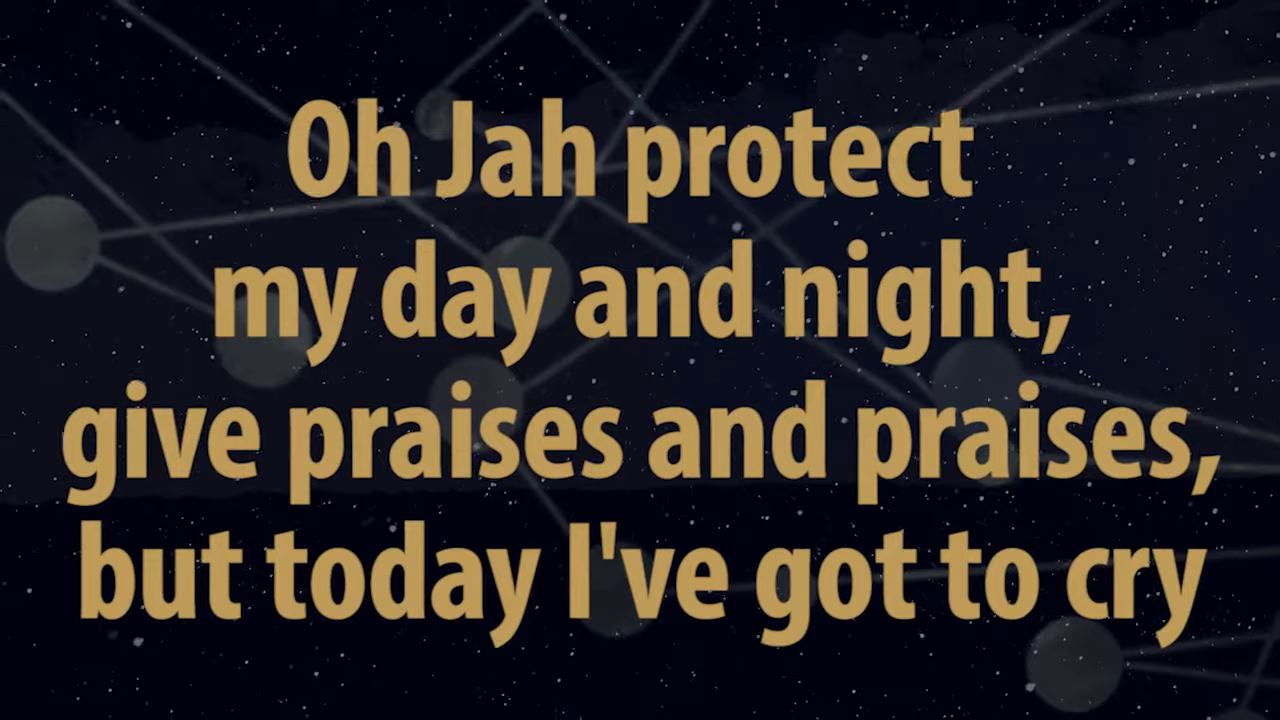 Oh Jah protect
my day and night,
give praises and praises,
but today I've got to cry